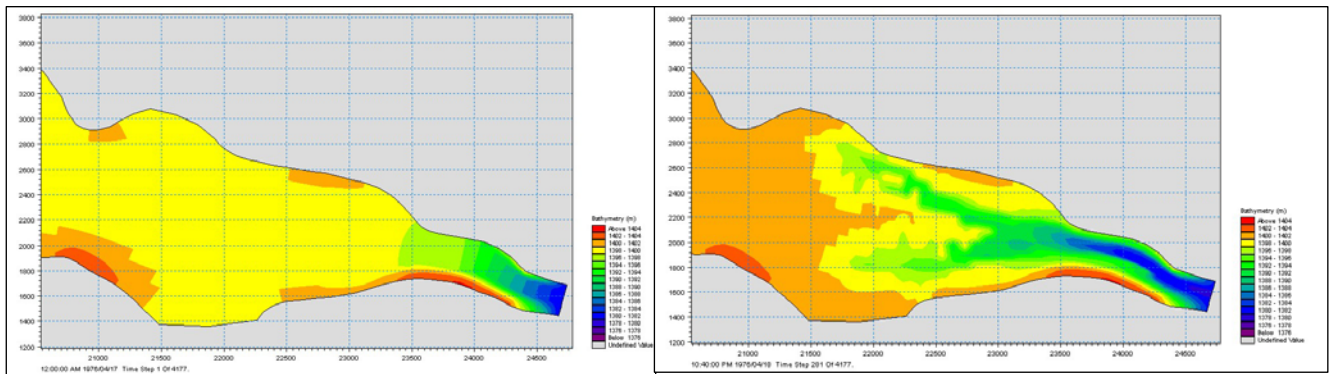 3800
3600
3400
3200
3000
2800
2600
2400
2200
2000
1800
1600
1400
1200
21000 21500 22000 22500 23000 23500 24000 24500
12:00:00 AM 1976/04/17 Time Step 1 Of 4177.
Bathymetry (m)
Above 1404
1402 - 1404
1400 - 1402
1398 - 1400
1396 - 1398
1394 - 1396
1392 - 1394
1390 - 1392
1388 - 1390
1386 - 1388
1384 - 1386
1382 - 1384
1380 - 1382
1378 - 1380
1376 - 1378
Below 1376
Undefined Value
3800
3600
3400
3200
3000
2800
2600
2400
2200
2000
1800
1600
1400
1200
21000 21500 22000 22500 23000 23500 24000 24500
10:40:00 PM 1976/04/18 Time Step 281 Of 4177.
Bathymetry (m)
Above 1404
1402 - 1404
1400 - 1402
1398 - 1400
1396 - 1398
1394 - 1396
1392 - 1394
1390 - 1392
1388 - 1390
1386 - 1388
1384 - 1386
1382 - 1384
1380 - 1382
1378 - 1380
1376 - 1378
Below 1376
Undefined Value